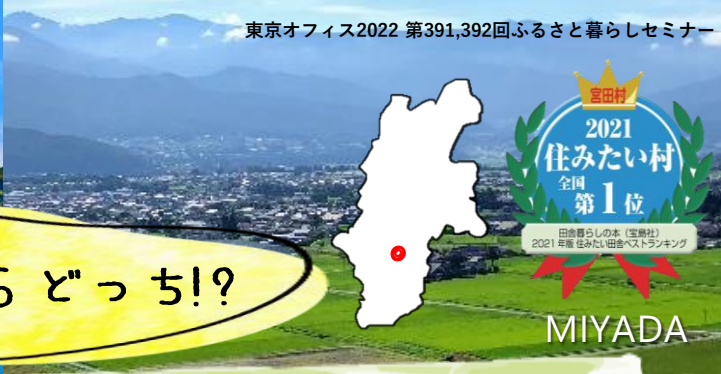 東京オフィス2022 第391,392回ふるさと暮らしセミナー
宮田村
2021
住みたい村
全国
第1位
田舎暮らしの本（宝島社）
2021年版 住みたい田舎ベストランキング
らどっち!?
MIYADA